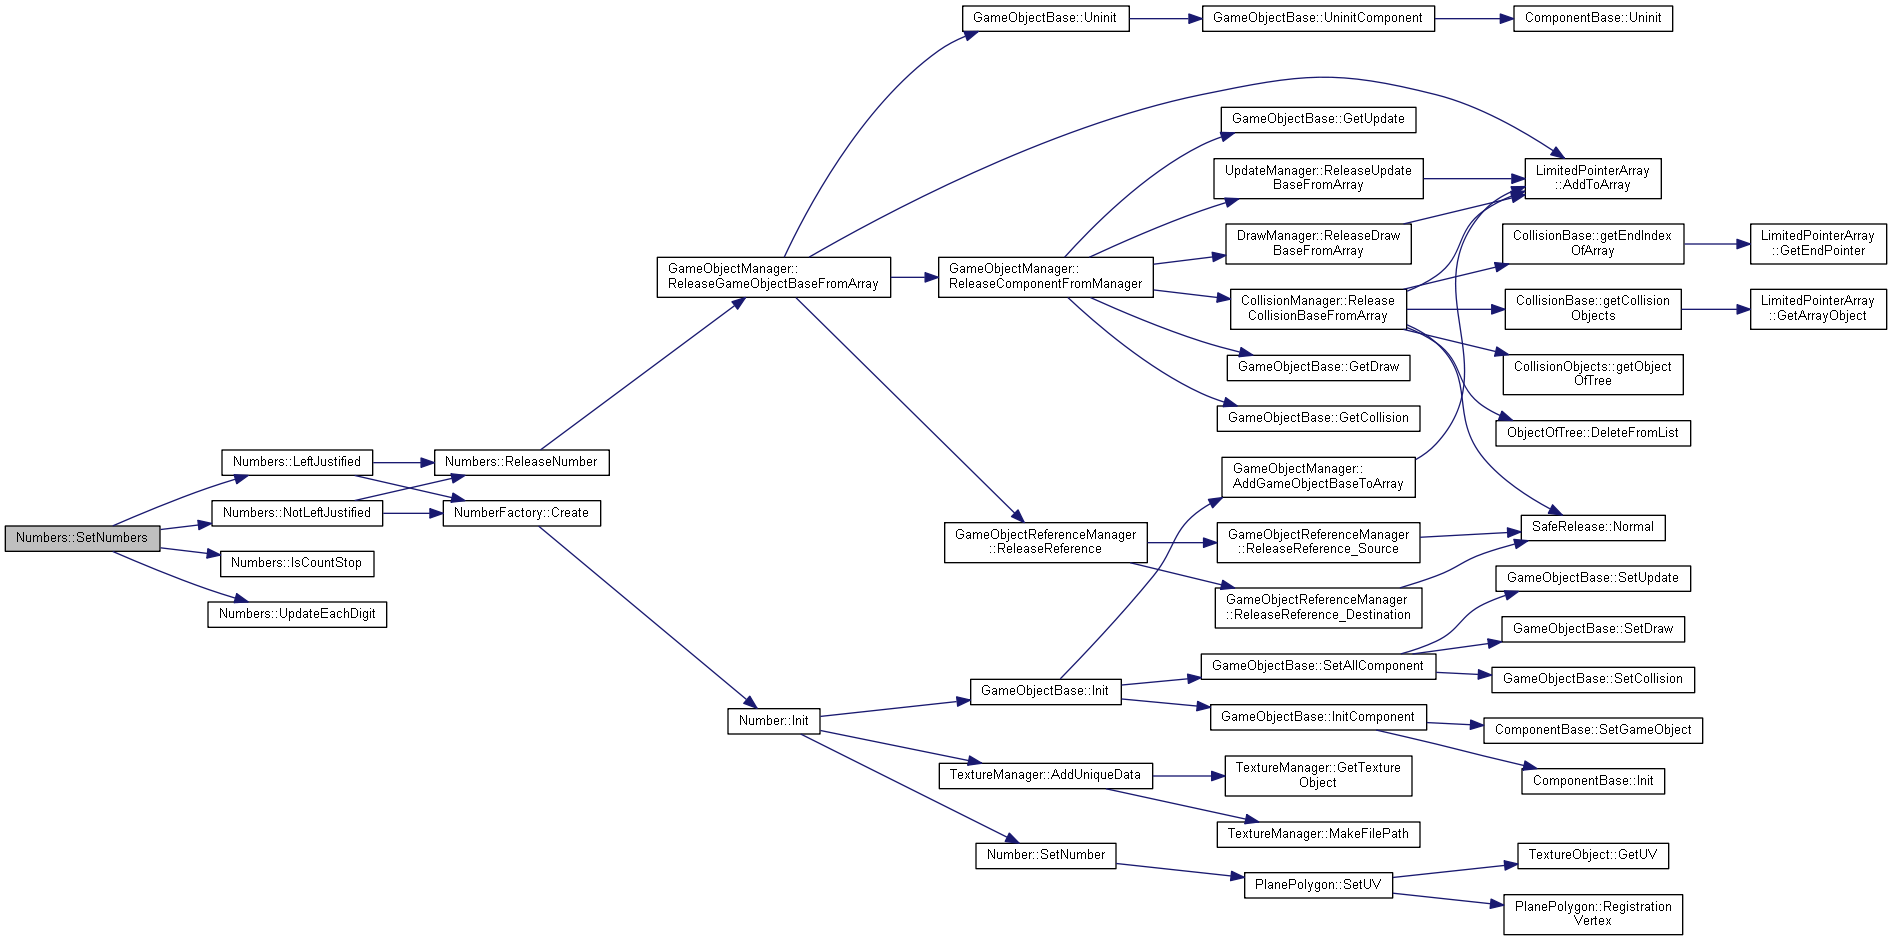 GameObjectBase::Uninit
GameObjectBase::UninitComponent
ComponentBase::Uninit
GameObjectBase::GetUpdate
UpdateManager::ReleaseUpdate
BaseFromArray
LimitedPointerArray
::AddToArray
DrawManager::ReleaseDraw
BaseFromArray
CollisionBase::getEndIndex
OfArray
LimitedPointerArray
::GetEndPointer
GameObjectManager::
ReleaseGameObjectBaseFromArray
GameObjectManager::
ReleaseComponentFromManager
CollisionManager::Release
CollisionBaseFromArray
CollisionBase::getCollision
Objects
LimitedPointerArray
::GetArrayObject
GameObjectBase::GetDraw
CollisionObjects::getObject
OfTree
GameObjectBase::GetCollision
ObjectOfTree::DeleteFromList
Numbers::LeftJustified
Numbers::ReleaseNumber
GameObjectManager::
AddGameObjectBaseToArray
Numbers::NotLeftJustified
NumberFactory::Create
Numbers::SetNumbers
GameObjectReferenceManager
::ReleaseReference
GameObjectReferenceManager
::ReleaseReference_Source
SafeRelease::Normal
Numbers::IsCountStop
GameObjectBase::SetUpdate
Numbers::UpdateEachDigit
GameObjectReferenceManager
::ReleaseReference_Destination
GameObjectBase::SetDraw
GameObjectBase::SetAllComponent
GameObjectBase::SetCollision
GameObjectBase::Init
Number::Init
GameObjectBase::InitComponent
ComponentBase::SetGameObject
TextureManager::AddUniqueData
TextureManager::GetTexture
Object
ComponentBase::Init
TextureManager::MakeFilePath
Number::SetNumber
TextureObject::GetUV
PlanePolygon::SetUV
PlanePolygon::Registration
Vertex